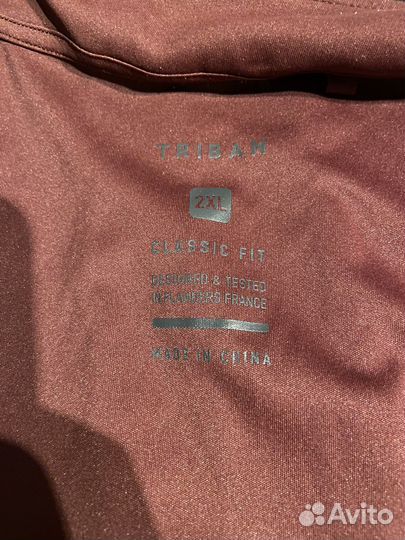 TRIBAN
2XL
CLASSIC FIT
DESIGNED & TESTED
IN FLANDERS FRANCE
MADE IN CHINA
Avito